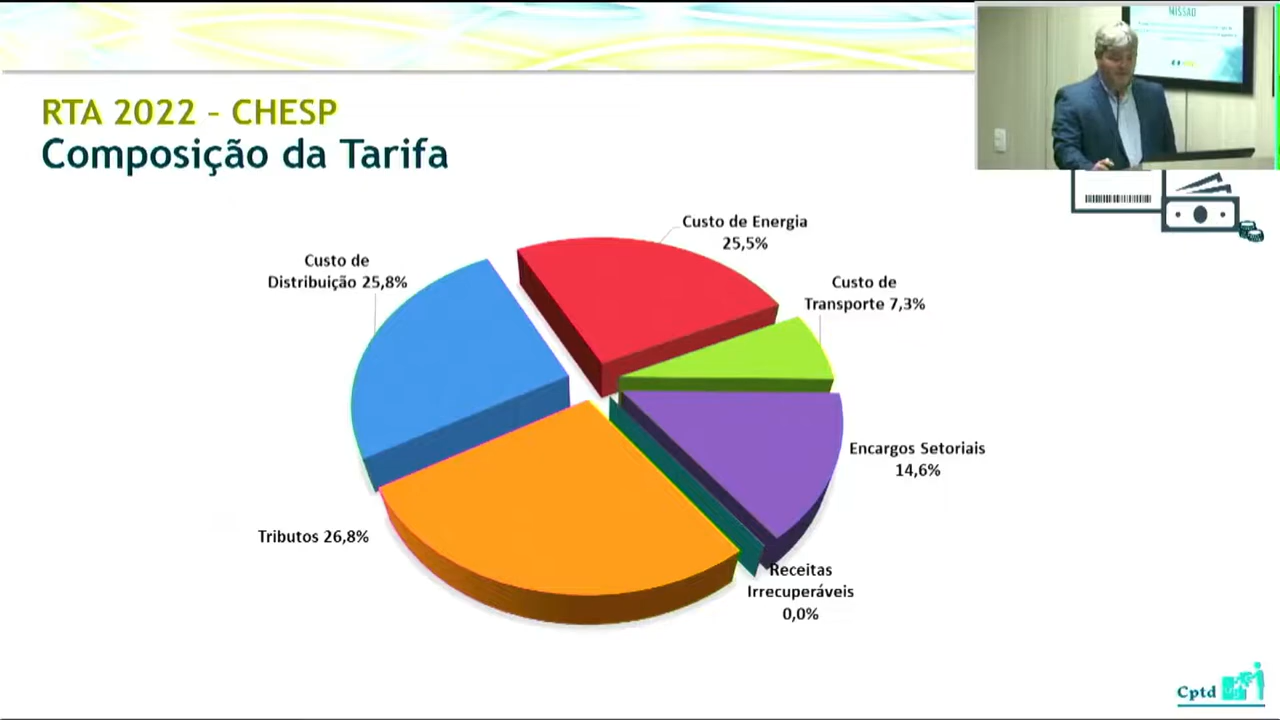 MISSÃO
RTA 2022 – CHESP
Composição da Tarifa
Custo de Energia
25,5%
Custo de
Distribuição 25,8%
Custo de
Transporte 7,3%
Encargos Setoriais
14,6%
Tributos 26,8%
Receitas
Irrecuperáveis
0,0%
Cptd